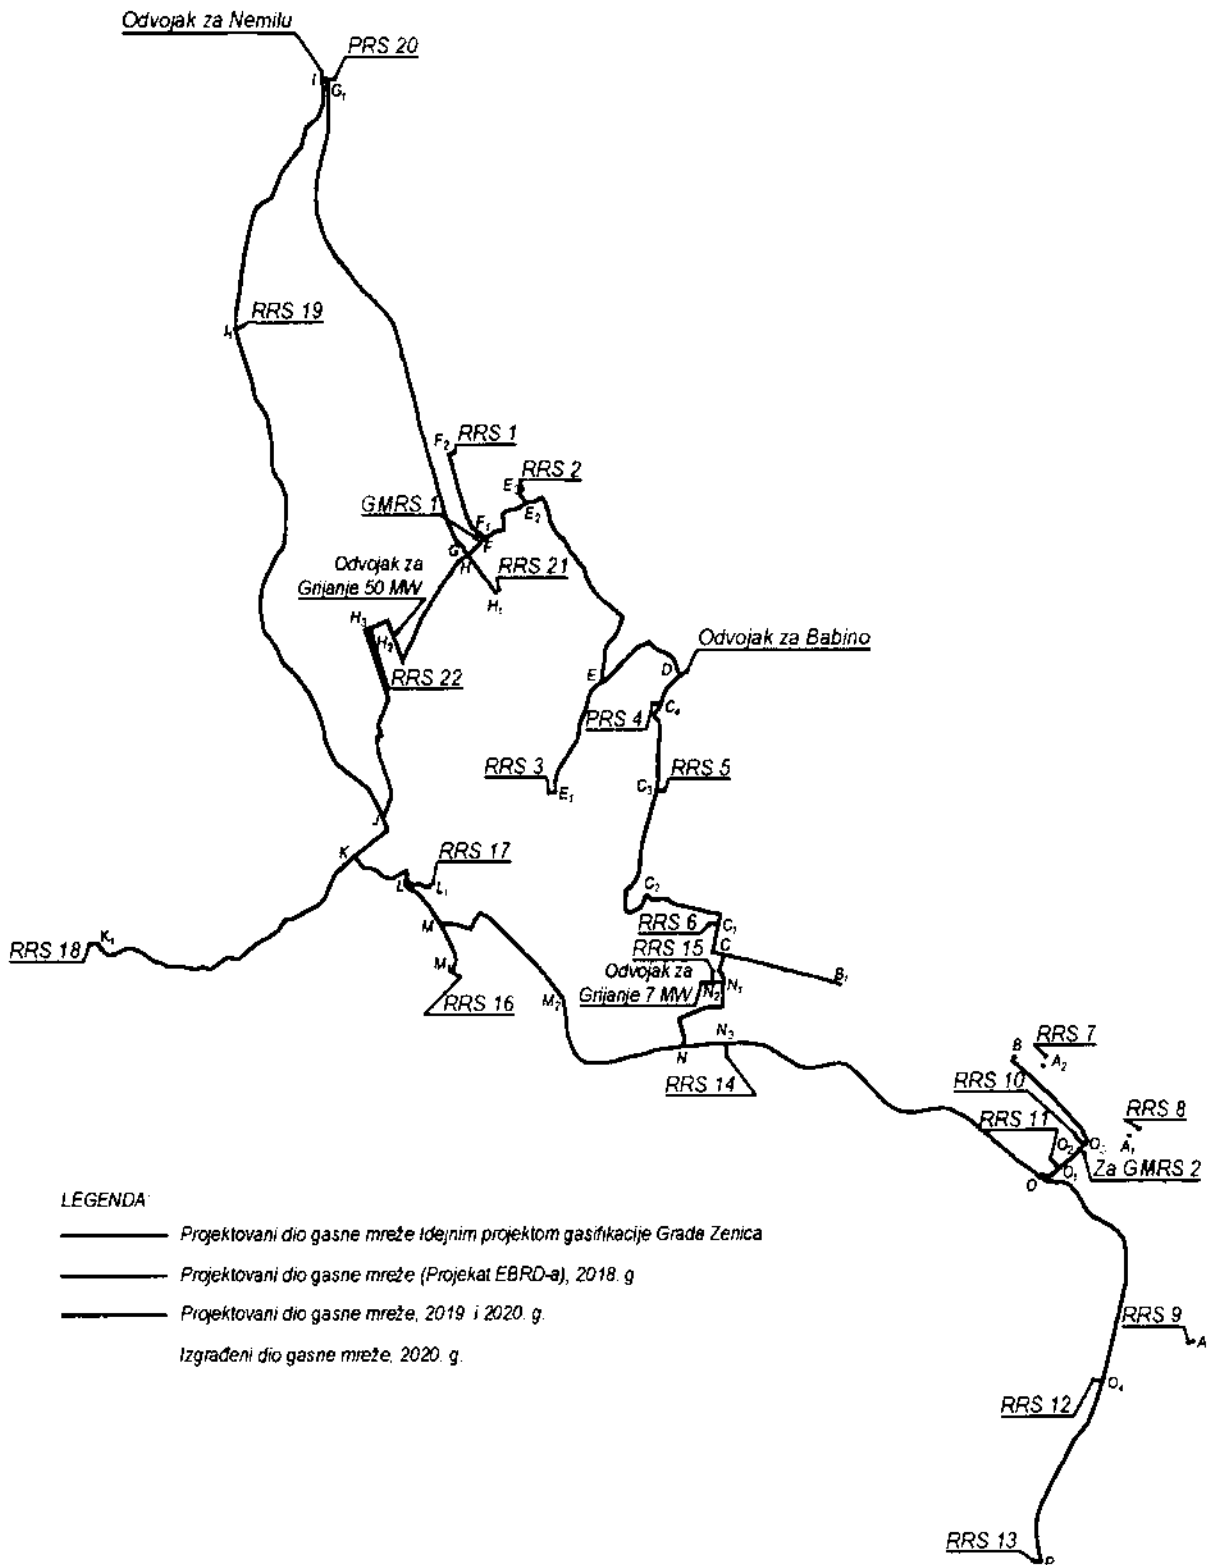 Odvojak za Nemilu
PRS 20
I
G1
RRS 19
I1
F2
RRS 1
RRS 2
E3
E2
GMRS 1
F1
F
G
H
Odvojak za
Grijanje 50 MW
RRS 21
H1
H3
H2
RRS 22
Odvojak za Babino
D
E
C4
PRS 4
RRS 3
E1
C3
RRS 5
J
K
RRS 17
L
L1
C2
RRS 6
C1
M
RRS 15
C
K1
RRS 18
Odvojak za
Grijanje 7 MW
N2
N1
B1
M1
RRS 16
M2
N3
N
RRS 14
B
RRS 7
A2
RRS 10
RRS 8
A1
RRS 11
O2
O3
O1
O
Za GMRS 2
LEGENDA:
Projektovani dio gasne mreže Idejnim projektom gasifikacije Grada Zenica
Projektovani dio gasne mreže (Projekat EBRD-a), 2018. g
Projektovani dio gasne mreže, 2019. i 2020. g.
Izgrađeni dio gasne mreže, 2020. g.
RRS 9
A
O4
RRS 12
RRS 13
P